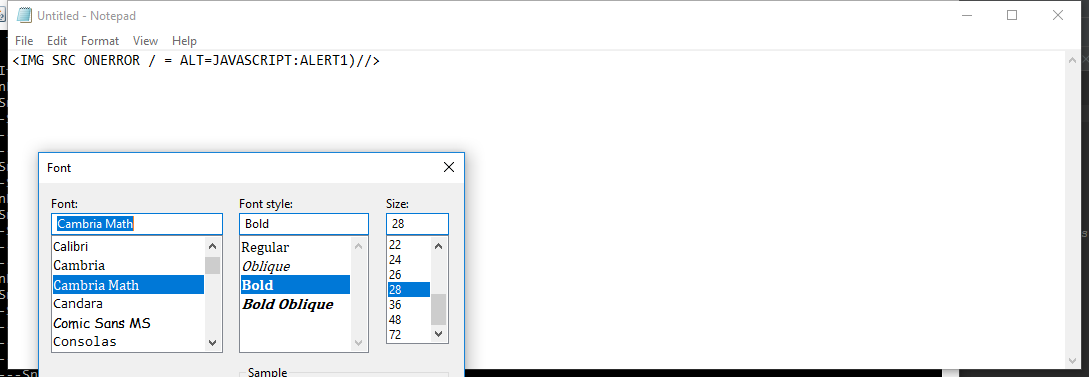 Untitled - Notepad
File Edit Format View Help
<IMG SRC ONERROR / = ALT=JAVASCRIPT:ALERT1)//>
Font
Font: Font style: Size:
Cambria Math Bold 28
Calibri Regular 22
Cambria Oblique 24
Cambria Math Bold 26
Candara Bold Oblique 28
Comic Sans MS 36
Consolas 48
72
Sample